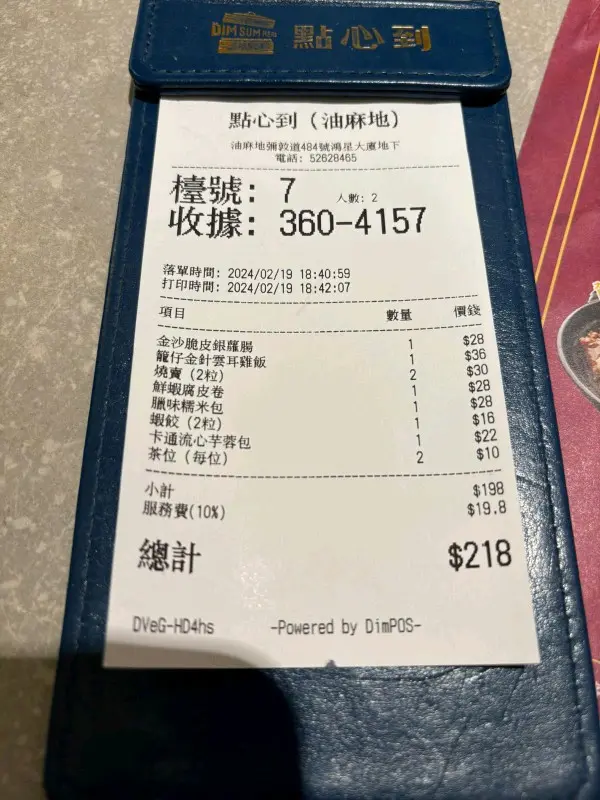 DIM SUM
點心到
點心到（油麻地）
油麻地彌敦道484號鴻星大廈地下
電話: 52628465
檯號: 7 人數: 2
收據: 360-4157
落單時間: 2024/02/19 18:40:59
打印時間: 2024/02/19 18:42:07
項目 數量 價錢
金沙脆皮銀蘿腸 1 $28
籠仔金針雲耳雞飯 1 $36
燒賣（2粒） 2 $30
鮮蝦腐皮卷 1 $28
臘味糯米包 1 $28
蝦餃（2粒） 1 $16
卡通流心芋蓉包 1 $22
茶位（每位） 2 $10
小計 $198
服務費(10%) $19.8
總計 $218
DVeG-HD4hs -Powered by DimPOS-